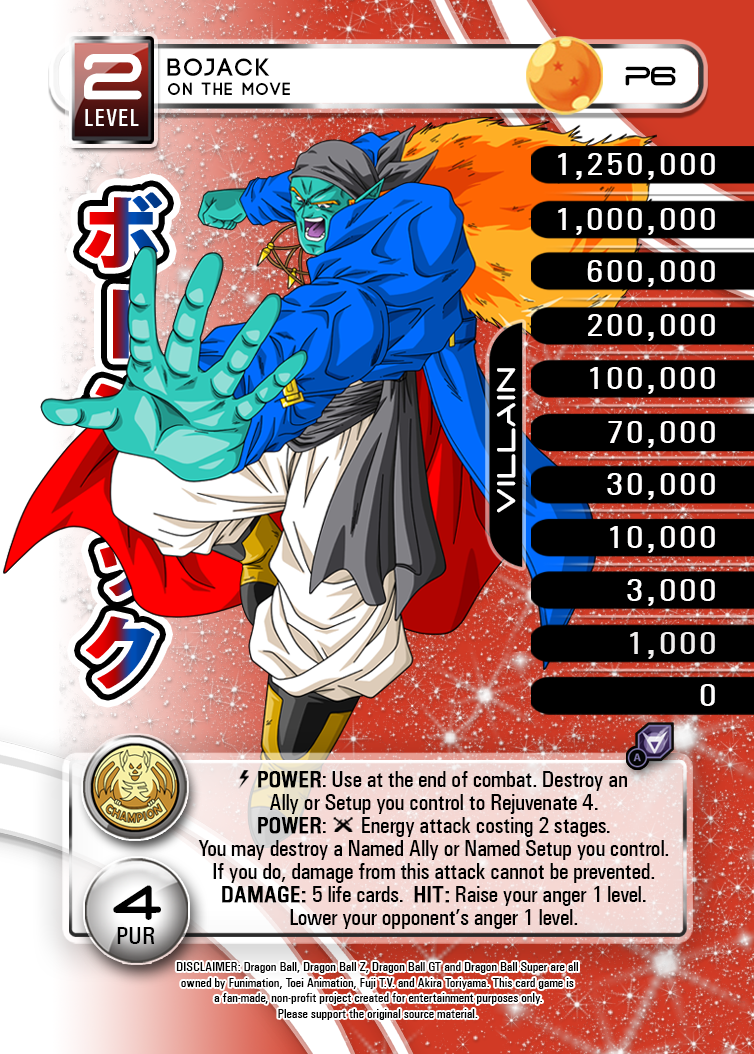 2
LEVEL
BOJACK
ON THE MOVE
P6
1,250,000
1,000,000
600,000
200,000
100,000
70,000
30,000
10,000
3,000
1,000
0
VILLAIN
ボー
ック
CHAMPION
A
4
PUR
POWER: Use at the end of combat. Destroy an
Ally or Setup you control to Rejuvenate 4.
POWER: Energy attack costing 2 stages.
You may destroy a Named Ally or Named Setup you control.
If you do, damage from this attack cannot be prevented.
DAMAGE: 5 life cards. HIT: Raise your anger 1 level.
Lower your opponent's anger 1 level.
DISCLAIMER: Dragon Ball, Dragon Ball Z, Dragon Ball GT and Dragon Ball Super are all
owned by Funimation, Toei Animation, Fuji T.V. and Akira Toriyama. This card game is
a fan-made, non-profit project created for entertainment purposes only.
Please support the original source material.